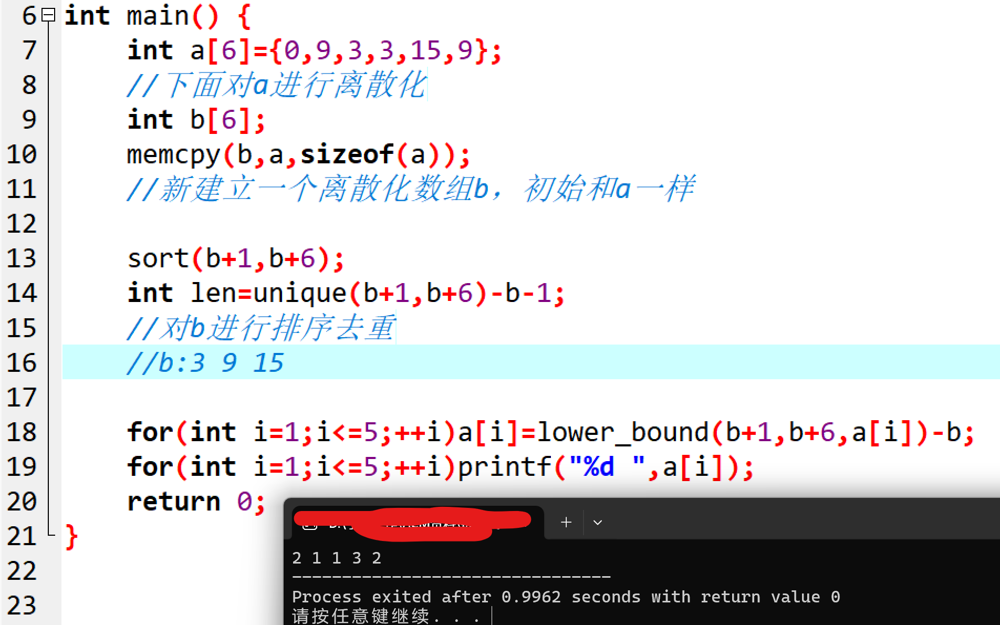 6 int main() {
7 int a[6]={0,9,3,3,15,9};
8 //下面对a进行离散化
9 int b[6];
10 memcpy(b,a,sizeof(a));
11 //新建立一个离散化数组b，初始和a一样
12
13 sort(b+1,b+6);
14 int len=unique(b+1,b+6)-b-1;
15 //对b进行排序去重
16 //b:3 9 15
17
18 for(int i=1;i<=5;++i)a[i]=lower_bound(b+1,b+6,a[i])-b;
19 for(int i=1;i<=5;++i)printf("%d ",a[i]);
20 return 0;
21 }
22
23
2 1 1 3 2
--------------------------------
Process exited after 0.9962 seconds with return value 0
请按任意键继续. . .